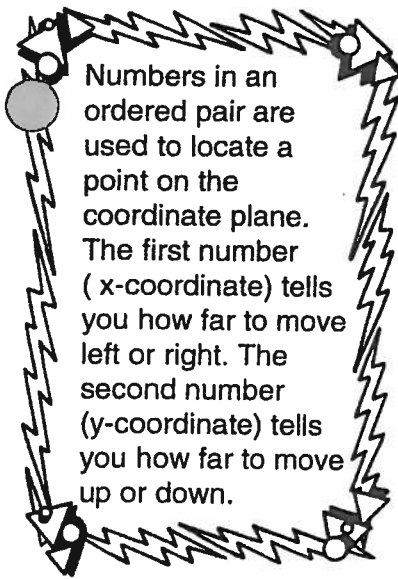 Numbers in an
ordered pair are
used to locate a
point on the
coordinate plane.
The first number
( x-coordinate) tells
you how far to move
left or right. The
second number
(y-coordinate) tells
you how far to move
up or down.